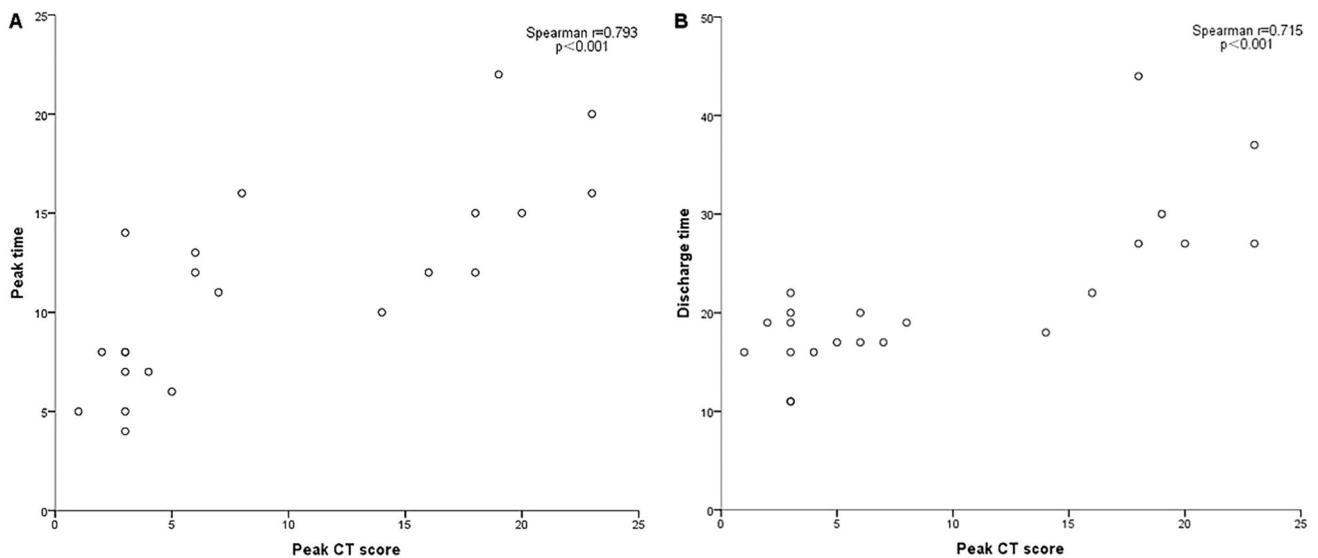 A
Spearman r=0.793
p<0.001
25
20
15
10
5
0
Peak time
0 5 10 15 20 25
Peak CT score
B
Spearman r=0.715
p<0.001
50
40
30
20
10
0
Discharge time
0 5 10 15 20 25
Peak CT score